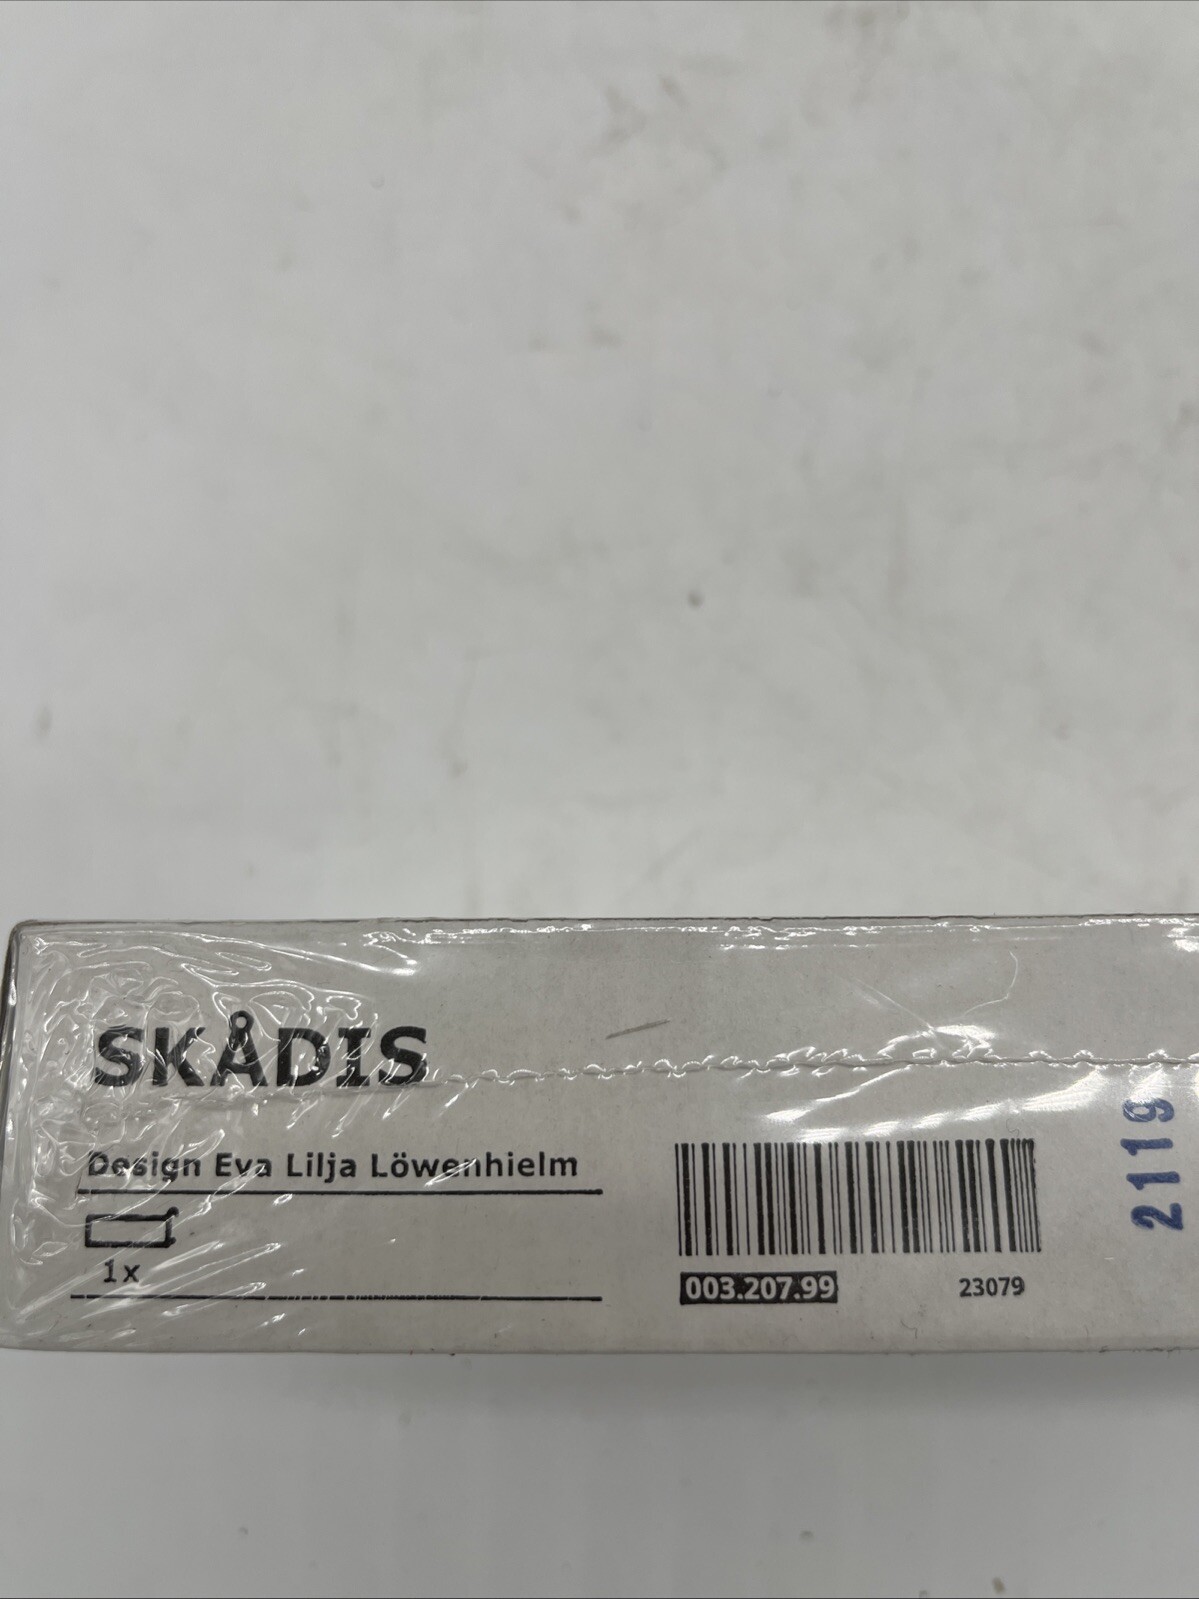 SKÅDIS
Design Eva Lilja Löwenhielm
1x
003.207.99 23079
2119